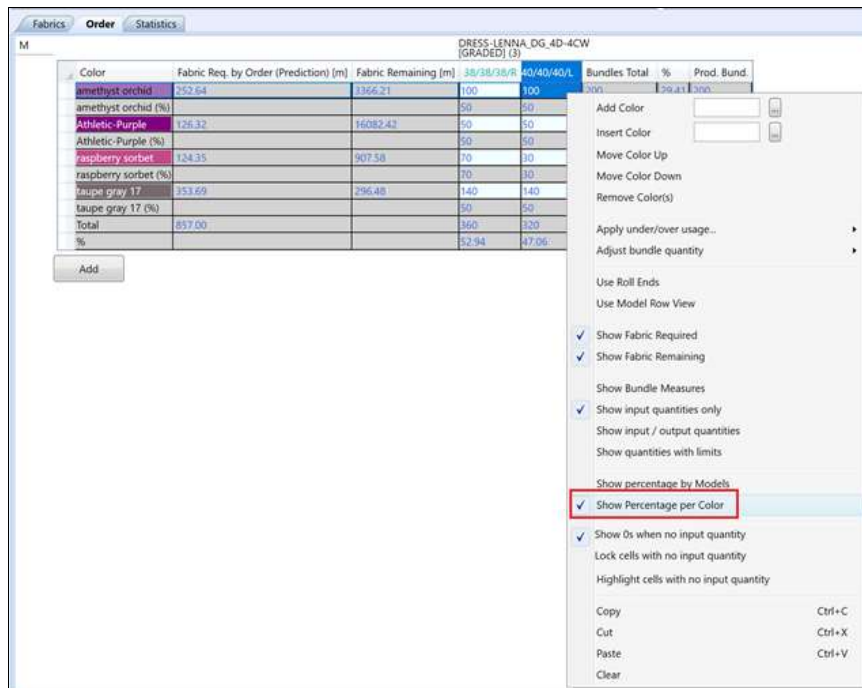 Fabrics Order Statistics
M
DRESS-LENNA_DG_4D-4CW
[GRADED] (3)
Color Fabric Req. by Order (Prediction) [m] Fabric Remaining [m] 38/38/38/R 40/40/40/L Bundles Total % Prod. Bund.
amethyst orchid 252.64 3366.21 100 100 200 29.41 200
amethyst orchid (%) 50 50
Athletic-Purple 126.32 16082.42 50 50
Athletic-Purple (%) 50 50
raspberry sorbet 124.35 907.58 70 30
raspberry sorbet (%) 70 30
taupe gray 17 353.69 296.48 140 140
taupe gray 17 (%) 50 50
Total 857.00 360 320
% 52.94 47.06
Add
Add Color ...
Insert Color ...
Move Color Up
Move Color Down
Remove Color(s)
Apply under/over usage...
Adjust bundle quantity
Use Roll Ends
Use Model Row View
Show Fabric Required
Show Fabric Remaining
Show Bundle Measures
Show input quantities only
Show input / output quantities
Show quantities with limits
Show percentage by Models
Show Percentage per Color
Show 0s when no input quantity
Lock cells with no input quantity
Highlight cells with no input quantity
Copy Ctrl+C
Cut Ctrl+X
Paste Ctrl+V
Clear